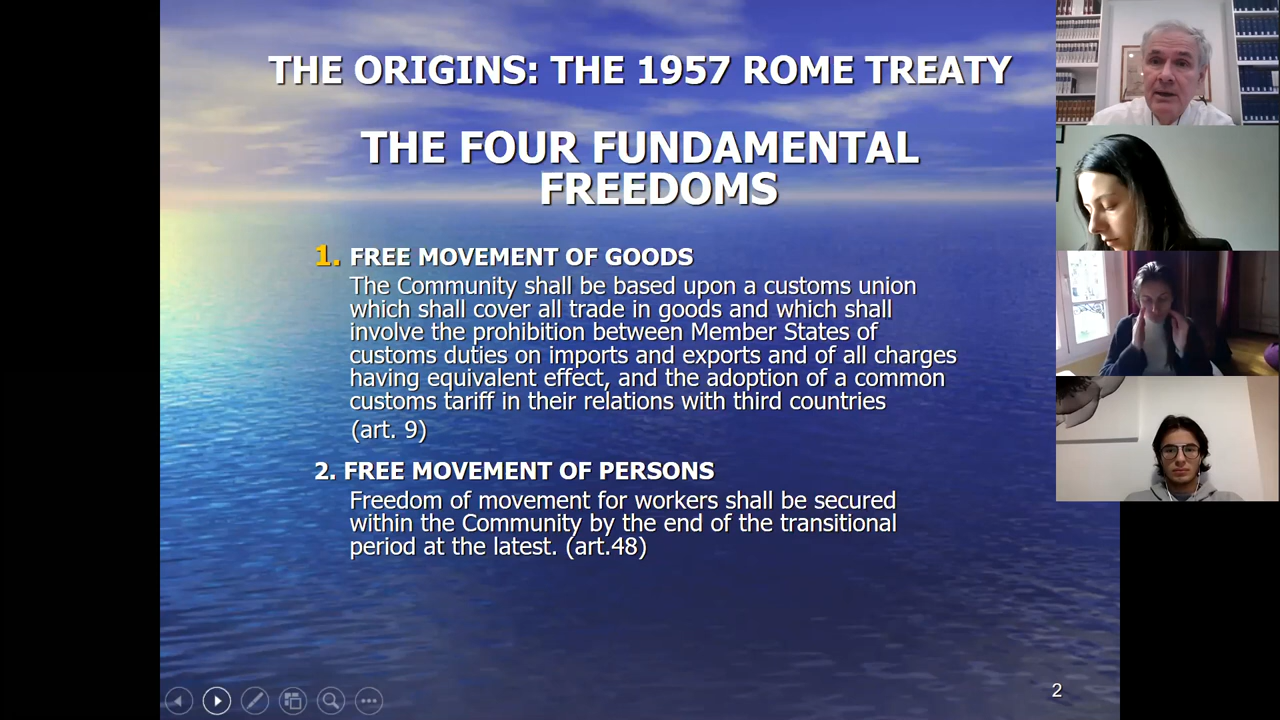 THE ORIGINS: THE 1957 ROME TREATY
THE FOUR FUNDAMENTAL
FREEDOMS
1. FREE MOVEMENT OF GOODS
The Community shall be based upon a customs union
which shall cover all trade in goods and which shall
involve the prohibition between Member States of
customs duties on imports and exports and of all charges
having equivalent effect, and the adoption of a common
customs tariff in their relations with third countries
(art. 9)
2. FREE MOVEMENT OF PERSONS
Freedom of movement for workers shall be secured
within the Community by the end of the transitional
period at the latest. (art.48)
2